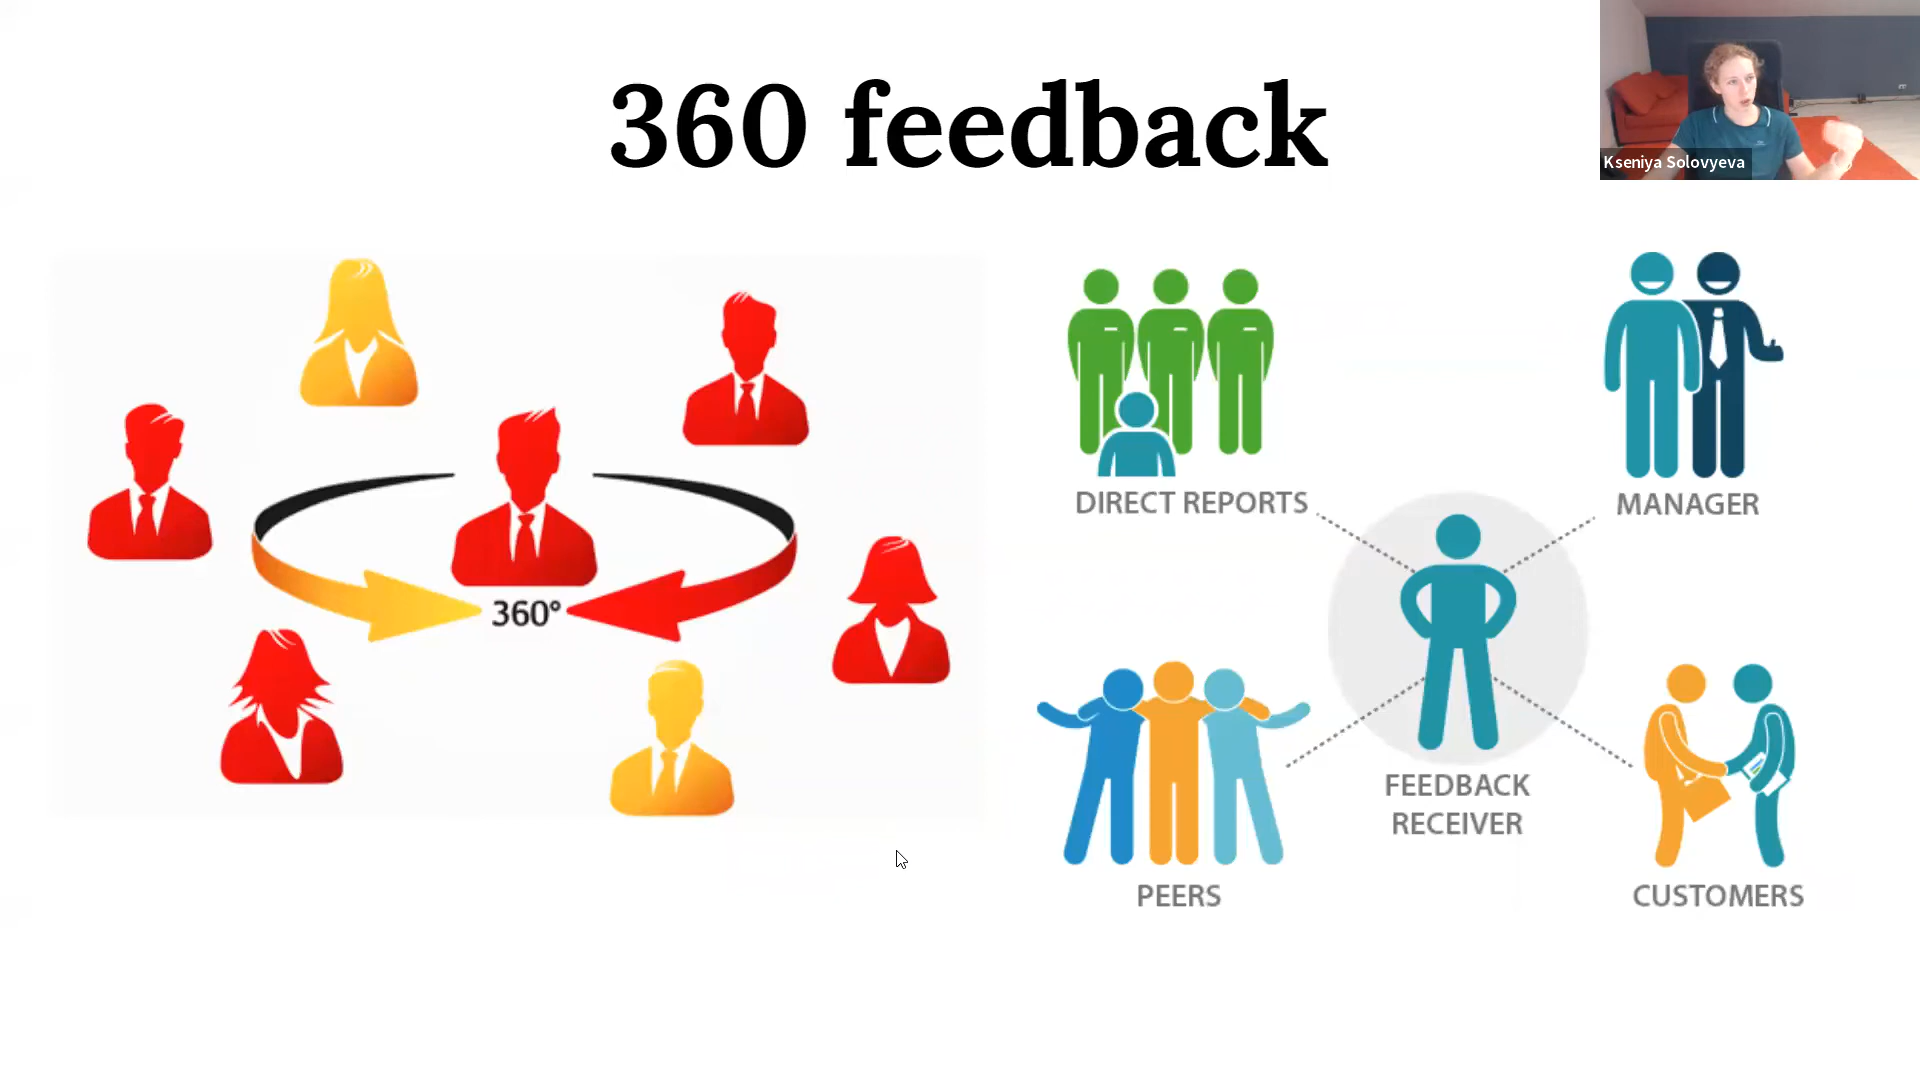 360 feedback
Kseniya Solovyeva
360°
DIRECT REPORTS
MANAGER
FEEDBACK
RECEIVER
PEERS
CUSTOMERS